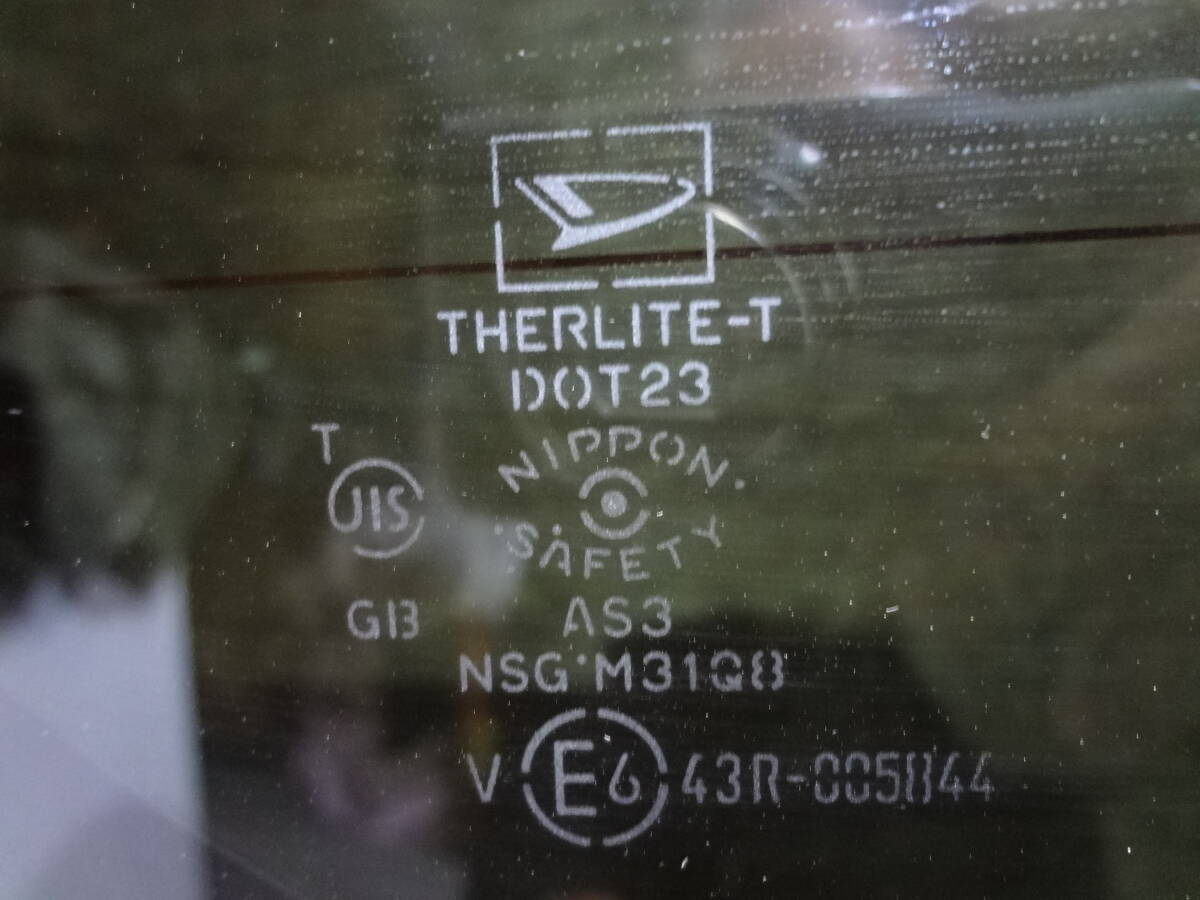 THERLITE-T
DOT23
NIPPON
SAFETY
T
JIS
GB
AS3
NSG M31Q8
V E6 43R-005844